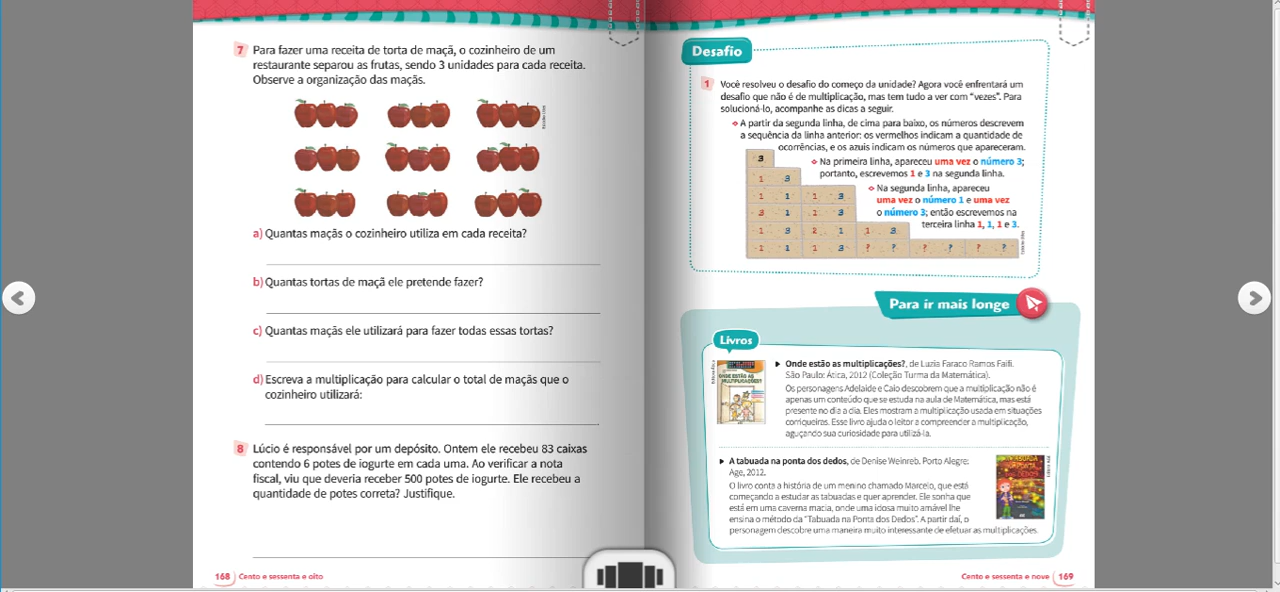 7 Para fazer uma receita de torta de maçã, o cozinheiro de um
restaurante separou as frutas, sendo 3 unidades para cada receita.
Observe a organização das maçãs.
a) Quantas maçãs o cozinheiro utiliza em cada receita?
b) Quantas tortas de maçã ele pretende fazer?
c) Quantas maçãs ele utilizará para fazer todas essas tortas?
d) Escreva a multiplicação para calcular o total de maçãs que o
cozinheiro utilizará:
8 Lúcio é responsável por um depósito. Ontem ele recebeu 83 caixas
contendo 6 potes de iogurte em cada uma. Ao verificar a nota
fiscal, viu que deveria receber 500 potes de iogurte. Ele recebeu a
quantidade de potes correta? Justifique.
168 Cento e sessenta e oito
Desafio
1 Você resolveu o desafio do começo da unidade? Agora você enfrentará um
desafio que não é de multiplicação, mas tem tudo a ver com "vezes". Para
solucioná-lo, acompanhe as dicas a seguir.
A partir da segunda linha, de cima para baixo, os números descrevem
a sequência da linha anterior: os vermelhos indicam a quantidade de
ocorrências, e os azuis indicam os números que apareceram.
Na primeira linha, apareceu uma vez o número 3;
portanto, escrevemos 1 e 3 na segunda linha.
Na segunda linha, apareceu
uma vez o número 1 e uma vez
o número 3; então escrevemos na
terceira linha 1, 1, 1 e 3.
3
1 3
1 1 1 3
3 1 1 3
1 3 2 1 1 3
1 1 1 3 ? ? ? ? ? ?
Para ir mais longe
Livros
Onde estão as multiplicações?, de Luzia Faraco Ramos Faifi.
São Paulo: Ática, 2012 (Coleção Turma da Matemática).
Os personagens Adelaide e Caio descobrem que a multiplicação não é
apenas um conteúdo que se estuda na aula de Matemática, mas está
presente no dia a dia. Eles mostram a multiplicação usada em situações
corriqueiras. Esse livro ajuda o leitor a compreender a multiplicação,
aguçando sua curiosidade para utilizá-la.
ONDE ESTÃO AS
MULTIPLICAÇÕES?
A tabuada na ponta dos dedos, de Denise Weinreb. Porto Alegre:
Age, 2012.
O livro conta a história de um menino chamado Marcelo, que está
começando a estudar as tabuadas e quer aprender. Ele sonha que
está em uma caverna macia, onde uma idosa muito amável lhe
ensina o método da "Tabuada na Ponta dos Dedos". A partir daí, o
personagem descobre uma maneira muito interessante de efetuar as multiplicações.
Cento e sessenta e nove 169